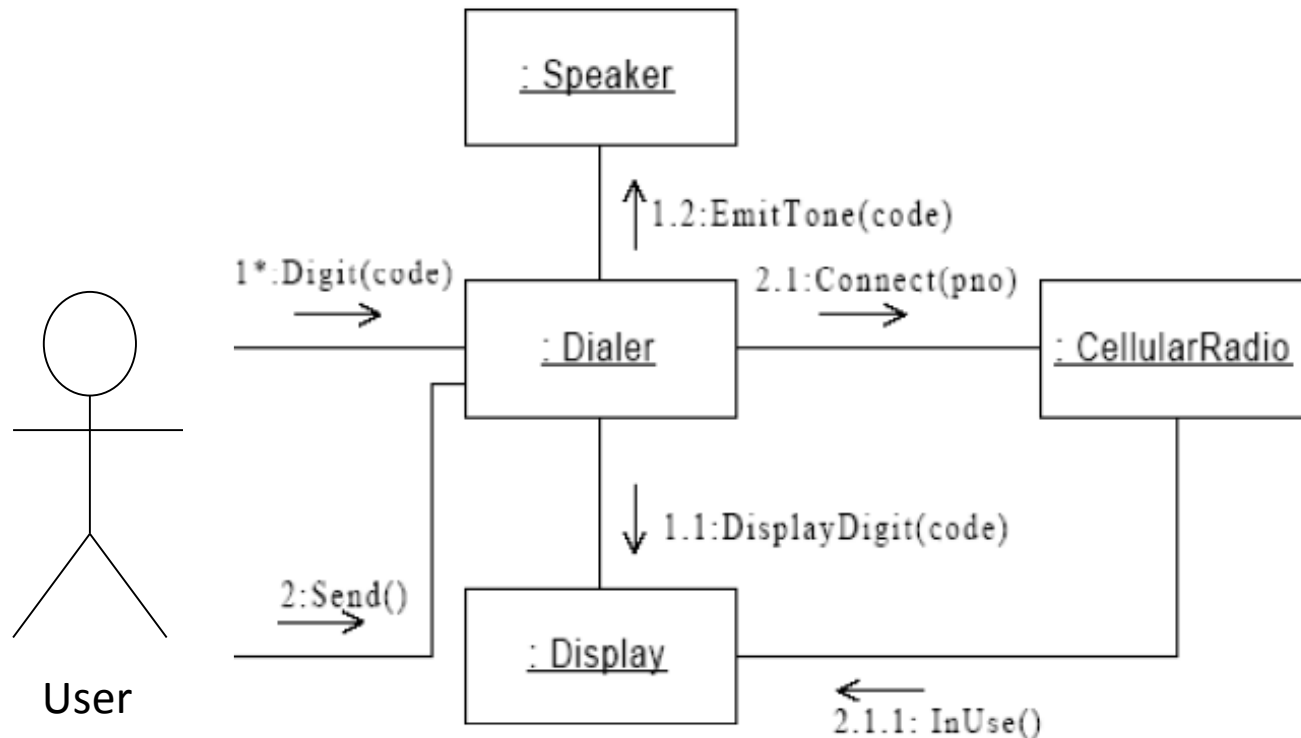 : Speaker
1.2:EmitTone(code)
1*:Digit(code)
2.1:Connect(pno)
: Dialer
: CellularRadio
1.1:DisplayDigit(code)
2:Send()
: Display
User
2.1.1: InUse()